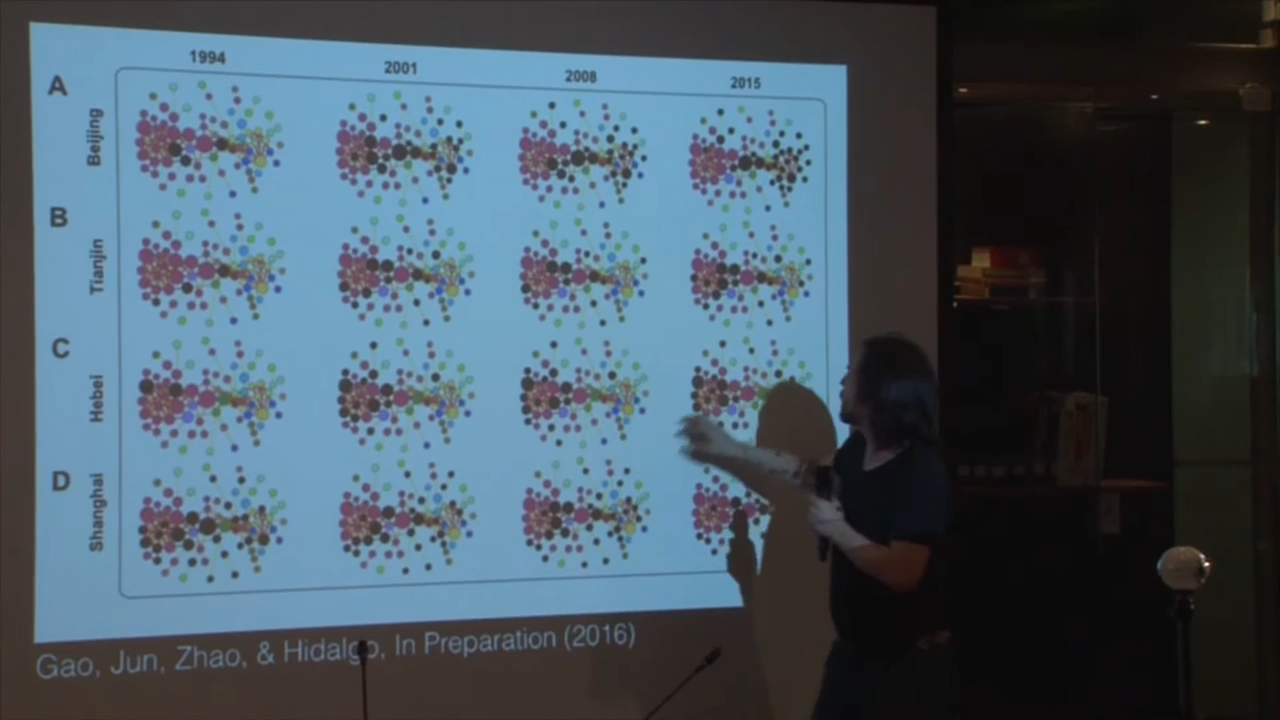 1994 2001 2008 2015
A Beijing
B Tianjin
C Hebei
D Shanghai
Gao, Jun, Zhao, & Hidalgo, In Preparation (2016)